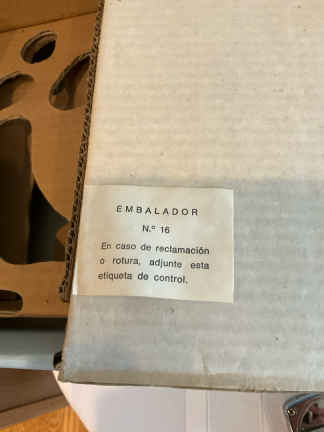 EMBALADOR
N.º 16
En caso de reclamación
o rotura, adjunte esta
etiqueta de control.